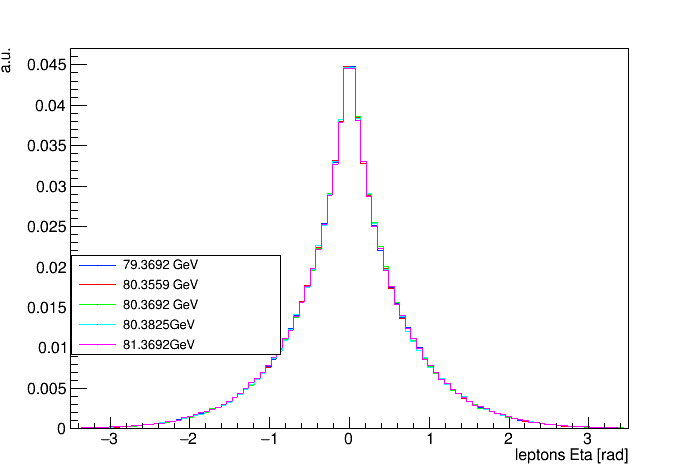 a.u.
0.045
0.04
0.035
0.03
0.025
0.02
0.015
0.01
0.005
0
79.3692 GeV
80.3559 GeV
80.3692 GeV
80.3825GeV
81.3692GeV
−3 −2 −1 0 1 2 3
leptons Eta [rad]